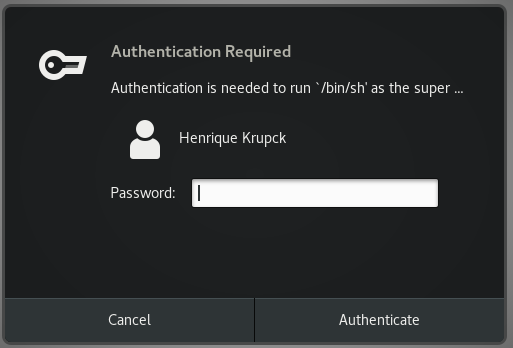 Authentication Required
Authentication is needed to run `/bin/sh' as the super ...
Henrique Krupck
Password:
Cancel
Authenticate